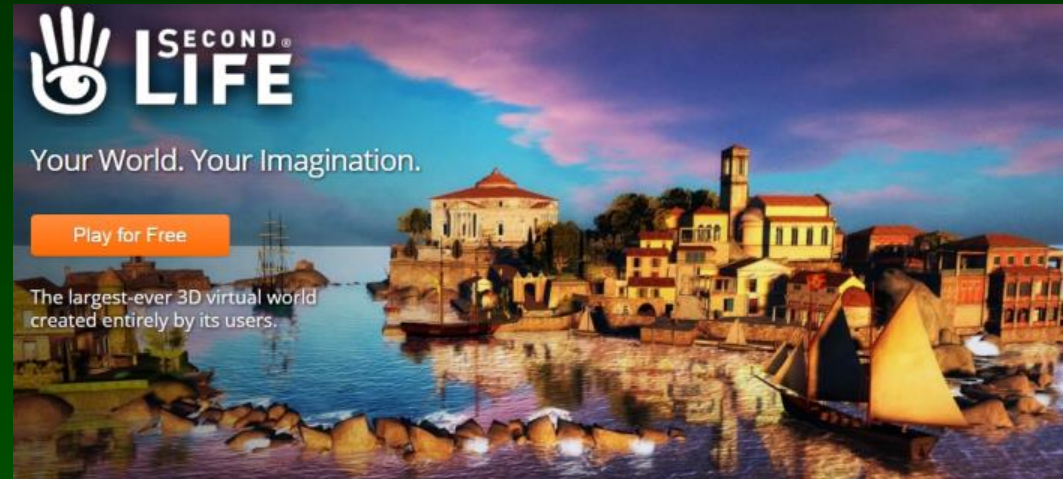 SECOND®
LIFE
Your World. Your Imagination.
Play for Free
The largest-ever 3D virtual world
created entirely by its users.